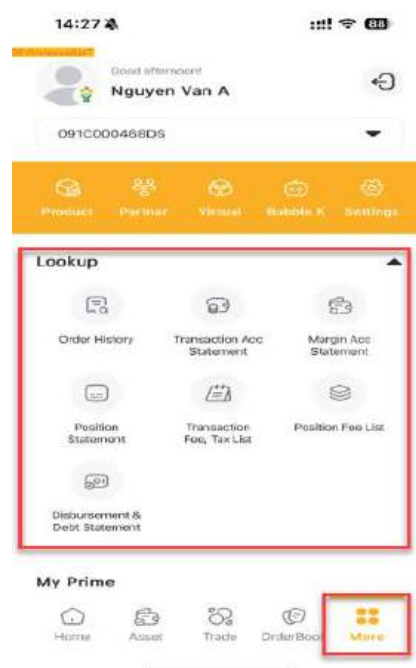 14:27
88
Good afternoon!
Nguyen Van A
091C000468DS
Product
Partner
Virtual
Bubble K
Settings
Lookup
Order History
Transaction Acc
Statement
Margin Acc
Statement
Position
Statement
Transaction
Fee, Tax List
Position Fee List
Disbursement &
Debt Statement
My Prime
Home
Asset
Trade
OrderBook
More